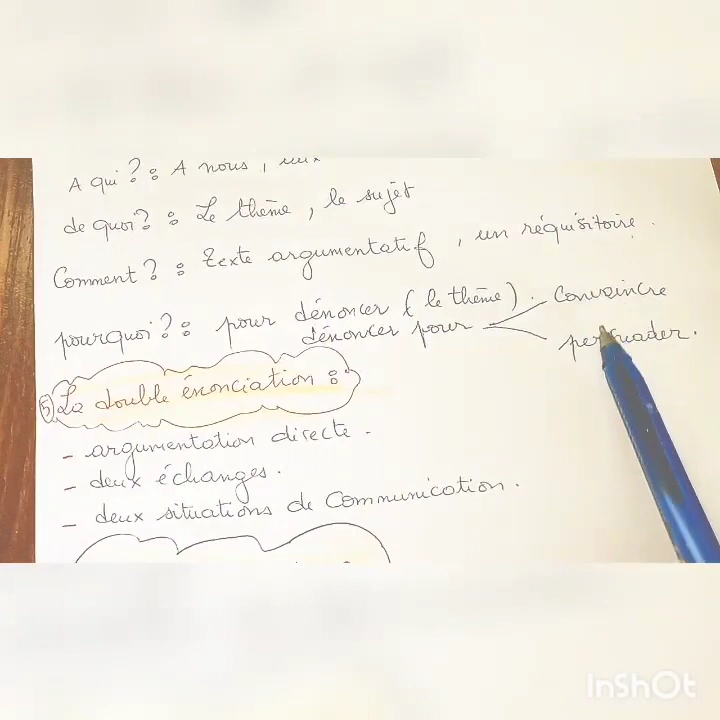 A qui ? : A nous,
de quoi ? : Le thème, le sujet
Comment ? : Texte argumentatif, un réquisitoire.
pourquoi ? : pour dénoncer (le thème). Convaincre
dénoncer pour persuader.
⑤ La double énonciation :
- argumentation directe.
- deux échanges.
- deux situations de Communication.
InShOt